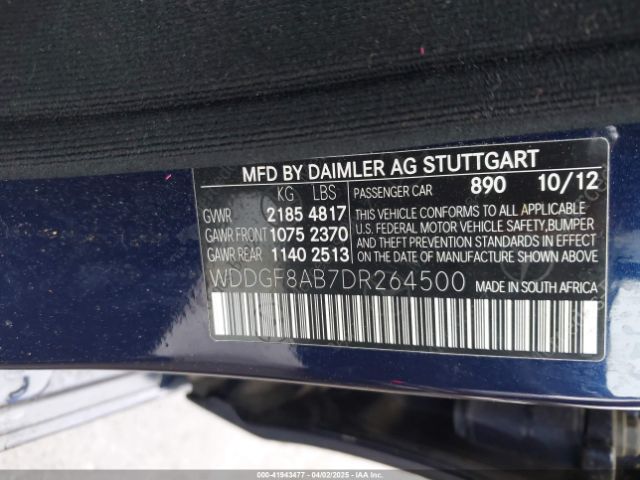 MFD BY DAIMLER AG STUTTGART
KG LBS
PASSENGER CAR 890 10/12
GVWR 2185 4817
GAWR FRONT 1075 2370
GAWR REAR 1140 2513
THIS VEHICLE CONFORMS TO ALL APPLICABLE
U.S. FEDERAL MOTOR VEHICLE SAFETY, BUMPER
AND THEFT PREVENTION STANDARDS IN EFFECT
ON THE DATE OF MANUFACTURE SHOWN ABOVE
WDDGF8AB7DR264500
MADE IN SOUTH AFRICA
000-41943477 - 04/02/2025 - IAAI.COM